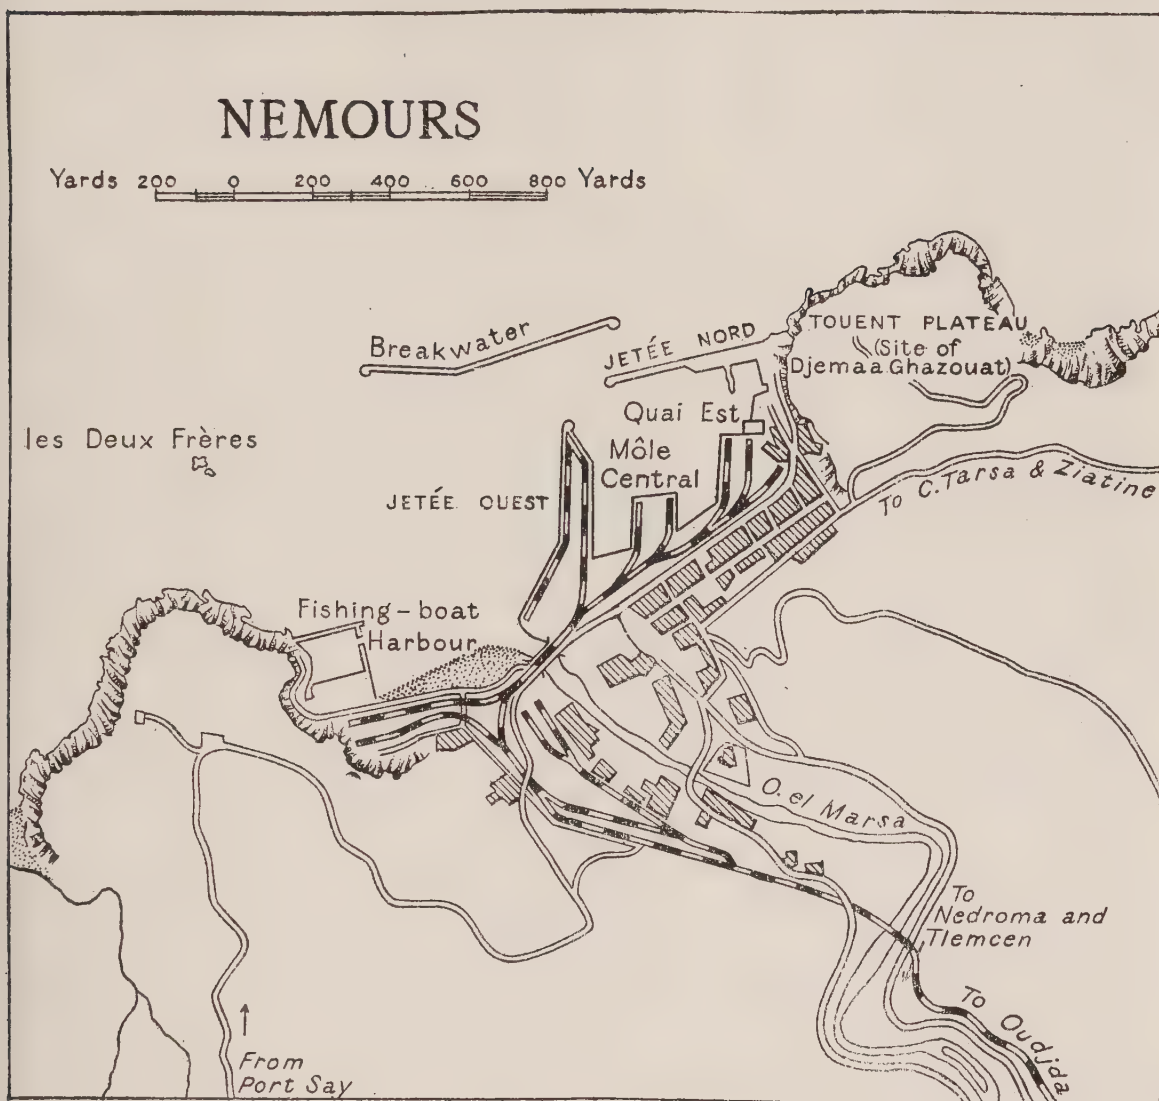 NEMOURS
Yards 200 0 200 400 600 800 Yards
Breakwater
JETÉE NORD
TOUENT PLATEAU
(Site of
Djemaa Ghazouat)
Quai Est
les Deux Frères
Môle
Central
JETÉE OUEST
To C. Tarsa & Ziatine
Fishing-boat
Harbour
O. el Marsa
To
Nedroma and
Tlemcen
To Oudjda
From
Port Say